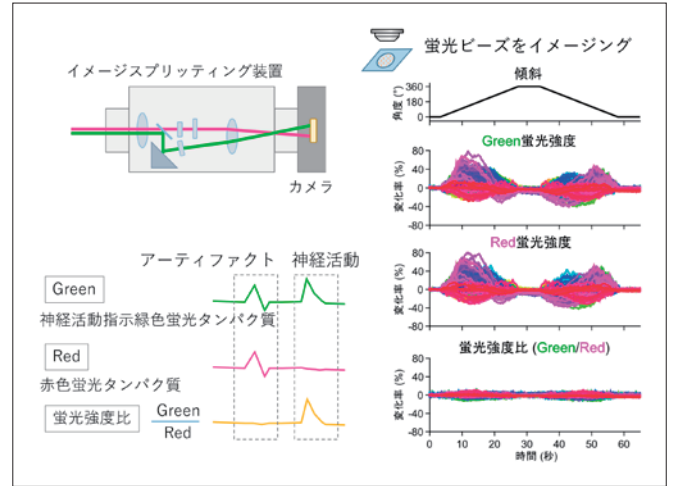 イメージスプリッティング装置
カメラ
アーティファクト 神経活動
Green
神経活動指示緑色蛍光タンパク質
Red
赤色蛍光タンパク質
蛍光強度比 Green
Red
蛍光ビーズをイメージング
傾斜
角度 (°)
360
180
0
Green蛍光強度
変化率 (%)
80
40
0
-40
-80
Red蛍光強度
変化率 (%)
80
40
0
-40
-80
蛍光強度比 (Green/Red)
変化率 (%)
80
40
0
-40
-80
0 10 20 30 40 50 60
時間 (秒)